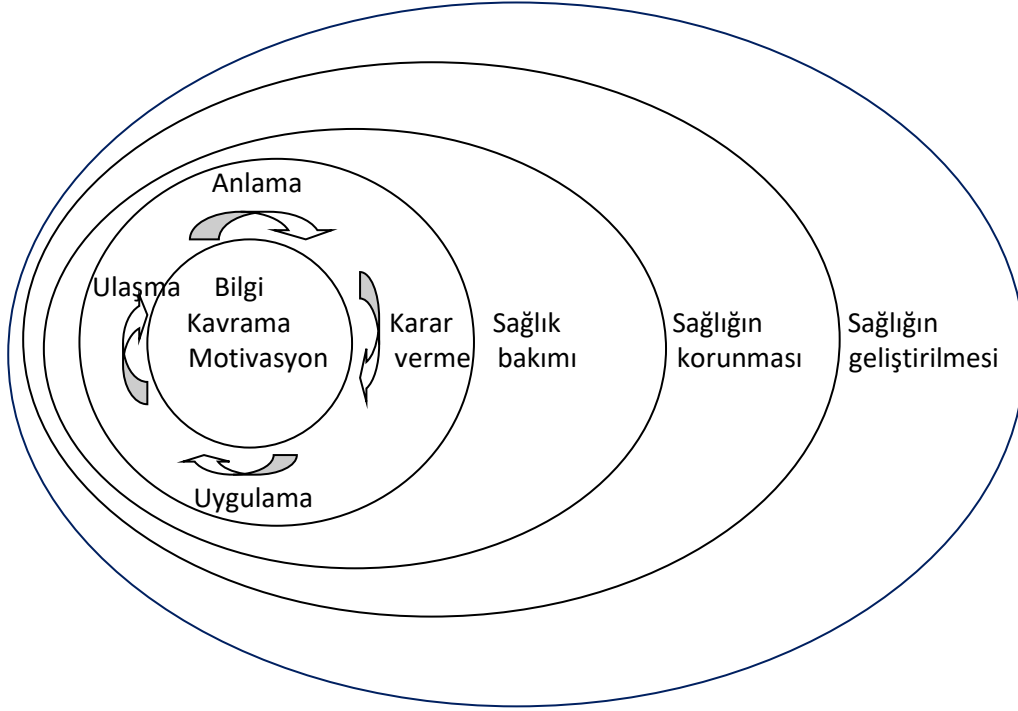 Anlama
Ulaşma
Bilgi
Kavrama
Motivasyon
Karar
verme
Sağlık
bakımı
Sağlığın
korunması
Sağlığın
geliştirilmesi
Uygulama